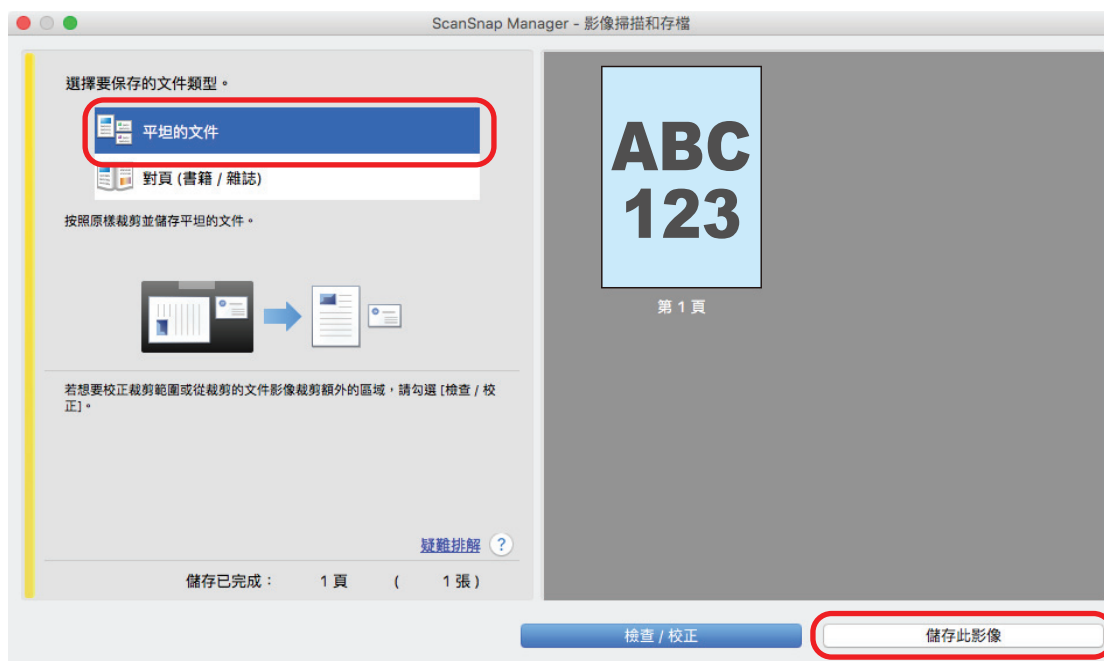 ScanSnap Manager - 影像掃描和存檔
選擇要保存的文件類型。
平坦的文件
對頁 (書籍 / 雜誌)
按照原樣裁剪並儲存平坦的文件。
若想要校正裁剪範圍或從裁剪的文件影像裁剪額外的區域，請勾選 [檢查 / 校
正]。
疑難排解 ?
儲存已完成： 1 頁 ( 1 張 )
ABC
123
第 1 頁
檢查 / 校正
儲存此影像